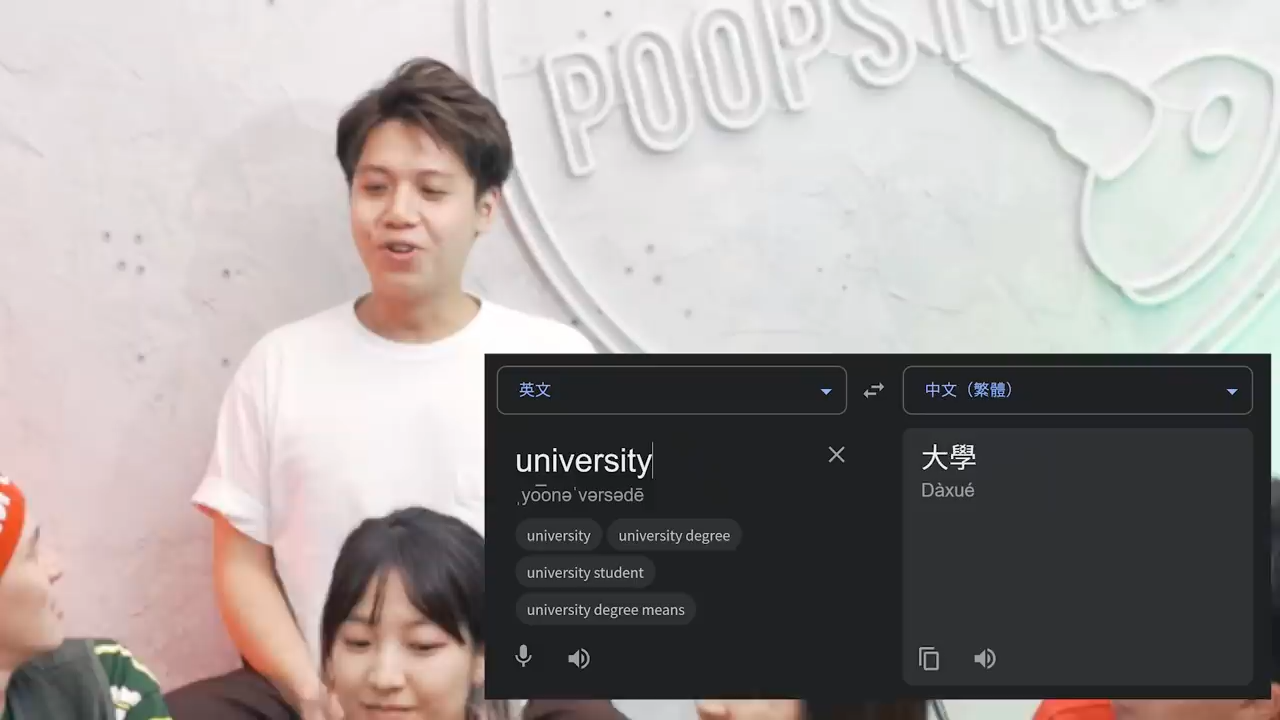 POOPS
英文
中文（繁體）
university
ˌyo͞onəˈvərsədē
university
university degree
university student
university degree means
大學
Dàxué